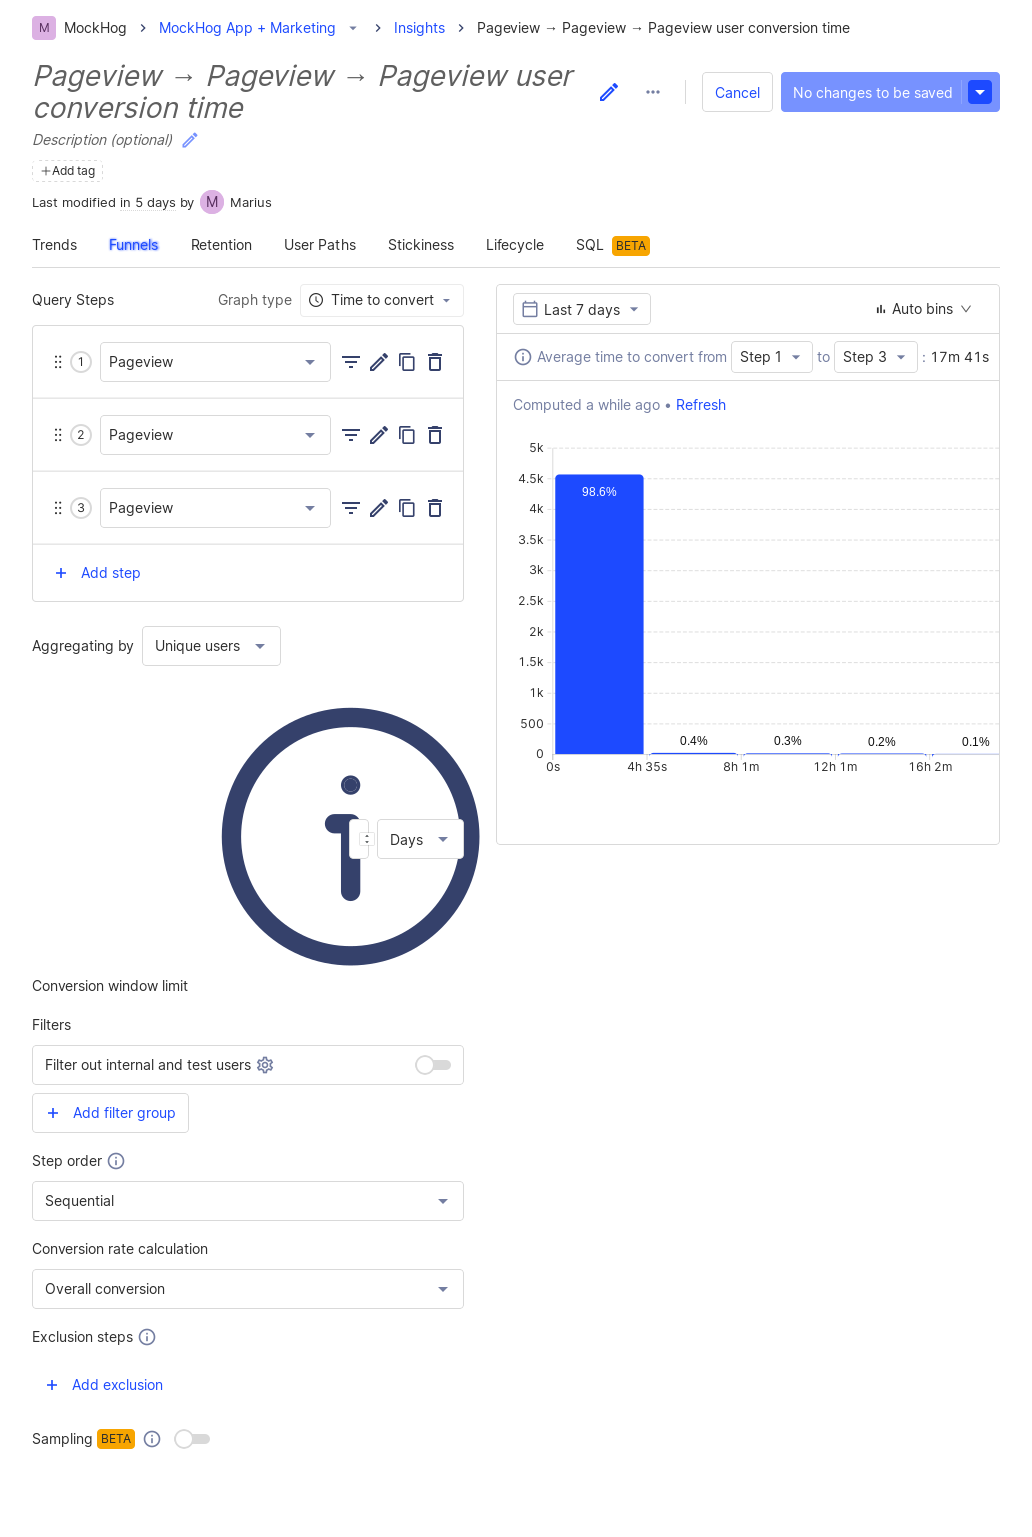 M MockHog > MockHog App + Marketing > Insights > Pageview → Pageview → Pageview user conversion time
Pageview → Pageview → Pageview user
conversion time
Cancel
No changes to be saved
Description (optional)
Add tag
Last modified in 5 days by M Marius
Trends Funnels Retention User Paths Stickiness Lifecycle SQL BETA
Query Steps
Graph type Time to convert
1 Pageview
2 Pageview
3 Pageview
+ Add step
Aggregating by Unique users
Days
Conversion window limit
Filters
Filter out internal and test users
+ Add filter group
Step order
Sequential
Conversion rate calculation
Overall conversion
Exclusion steps
+ Add exclusion
Sampling BETA
Last 7 days
Auto bins
Average time to convert from Step 1 to Step 3 : 17m 41s
Computed a while ago • Refresh
5k
4.5k
4k
3.5k
3k
2.5k
2k
1.5k
1k
500
0
98.6%
0.4%
0.3%
0.2%
0.1%
0s 4h 35s 8h 1m 12h 1m 16h 2m